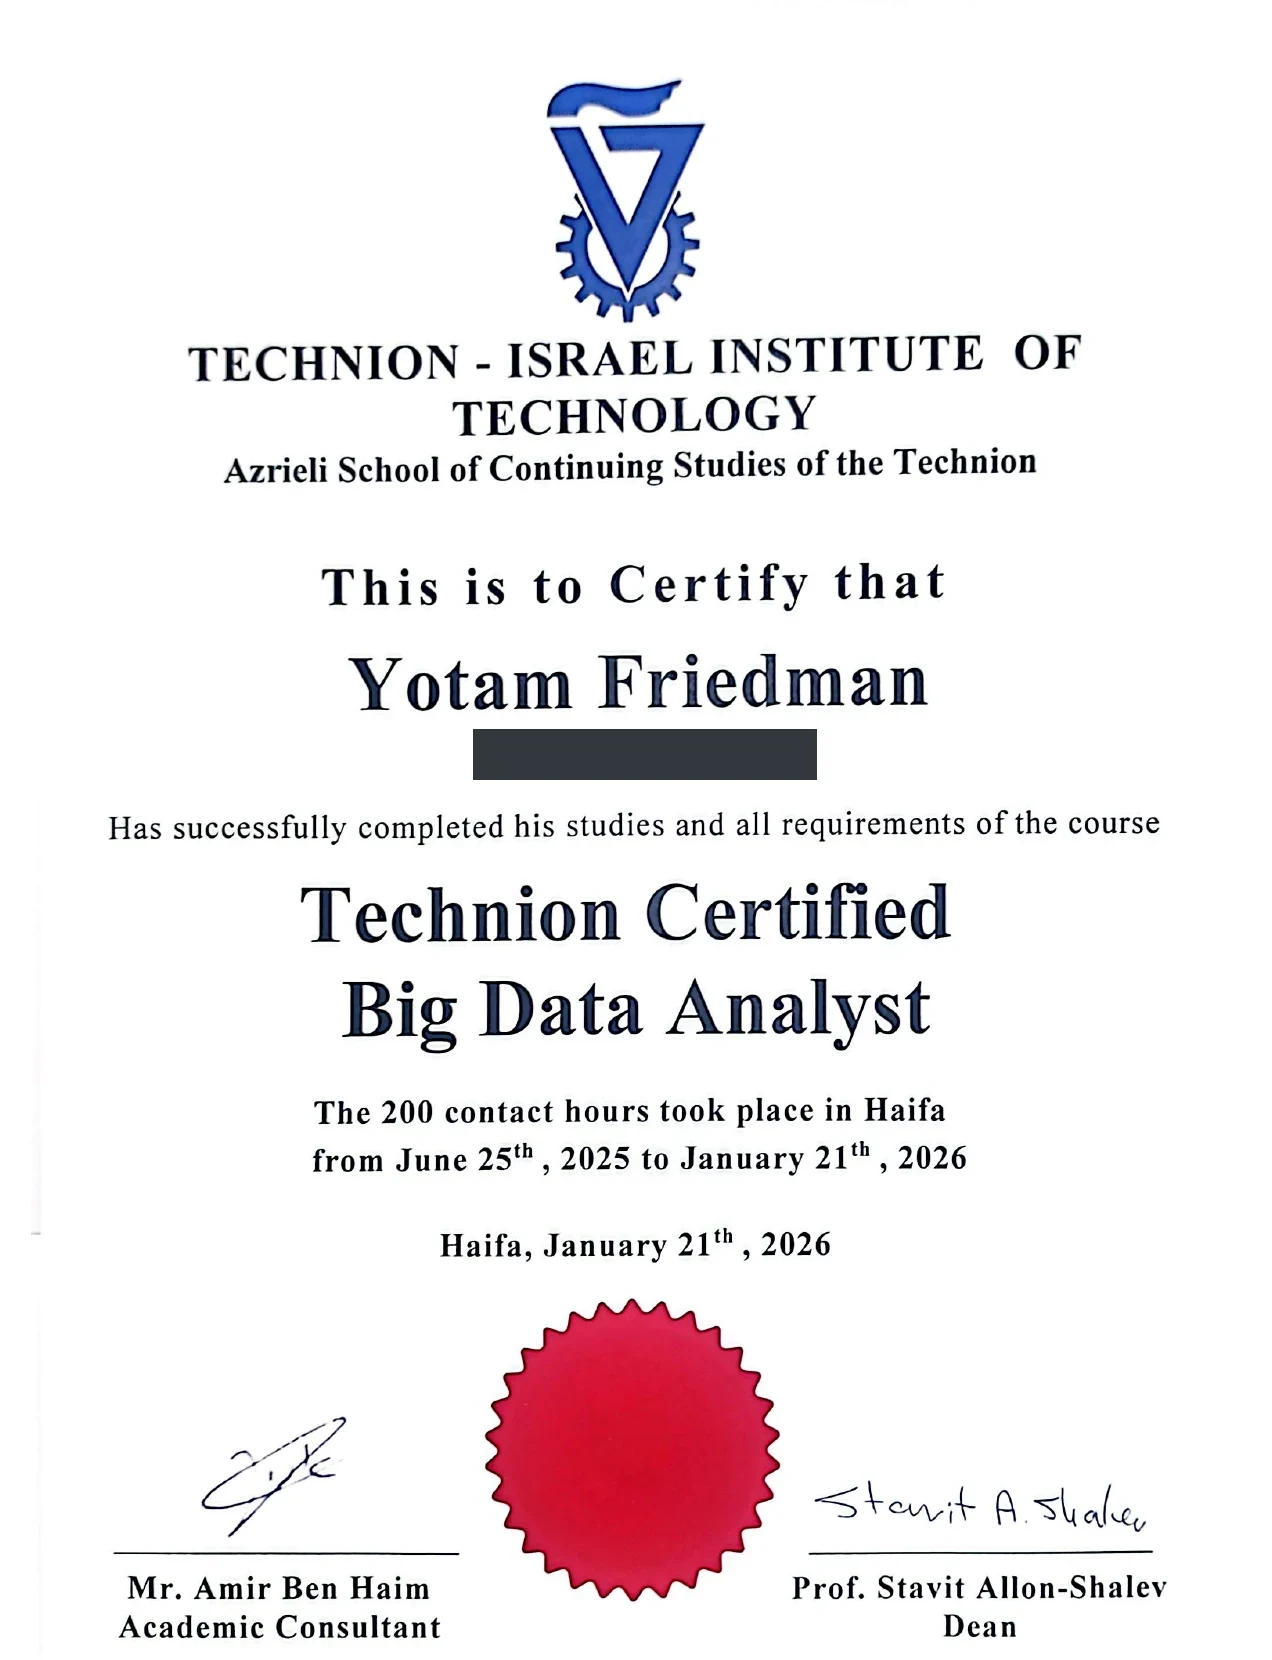 TECHNION - ISRAEL INSTITUTE OF
TECHNOLOGY
Azrieli School of Continuing Studies of the Technion
This is to Certify that
Yotam Friedman
Has successfully completed his studies and all requirements of the course
Technion Certified
Big Data Analyst
The 200 contact hours took place in Haifa
from June 25th , 2025 to January 21th , 2026
Haifa, January 21th , 2026
Stavit A. Shalev
Mr. Amir Ben Haim
Academic Consultant
Prof. Stavit Allon-Shalev
Dean